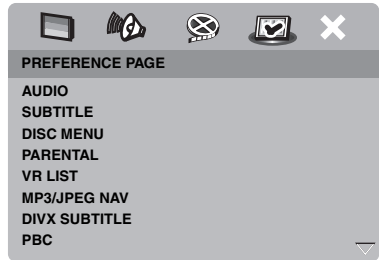 PREFERENCE PAGE
AUDIO
SUBTITLE
DISC MENU
PARENTAL
VR LIST
MP3/JPEG NAV
DIVX SUBTITLE
PBC